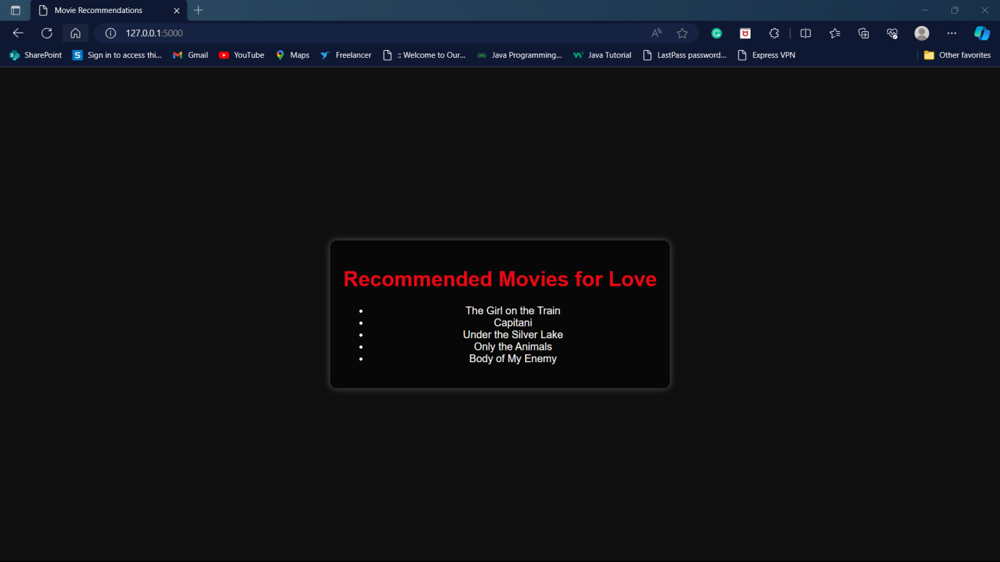 Movie Recommendations
127.0.0.1:5000
SharePoint
Sign in to access thi...
Gmail
YouTube
Maps
Freelancer
:: Welcome to Our...
Java Programming...
Java Tutorial
LastPass password...
Express VPN
Other favorites
Recommended Movies for Love
The Girl on the Train
Capitani
Under the Silver Lake
Only the Animals
Body of My Enemy